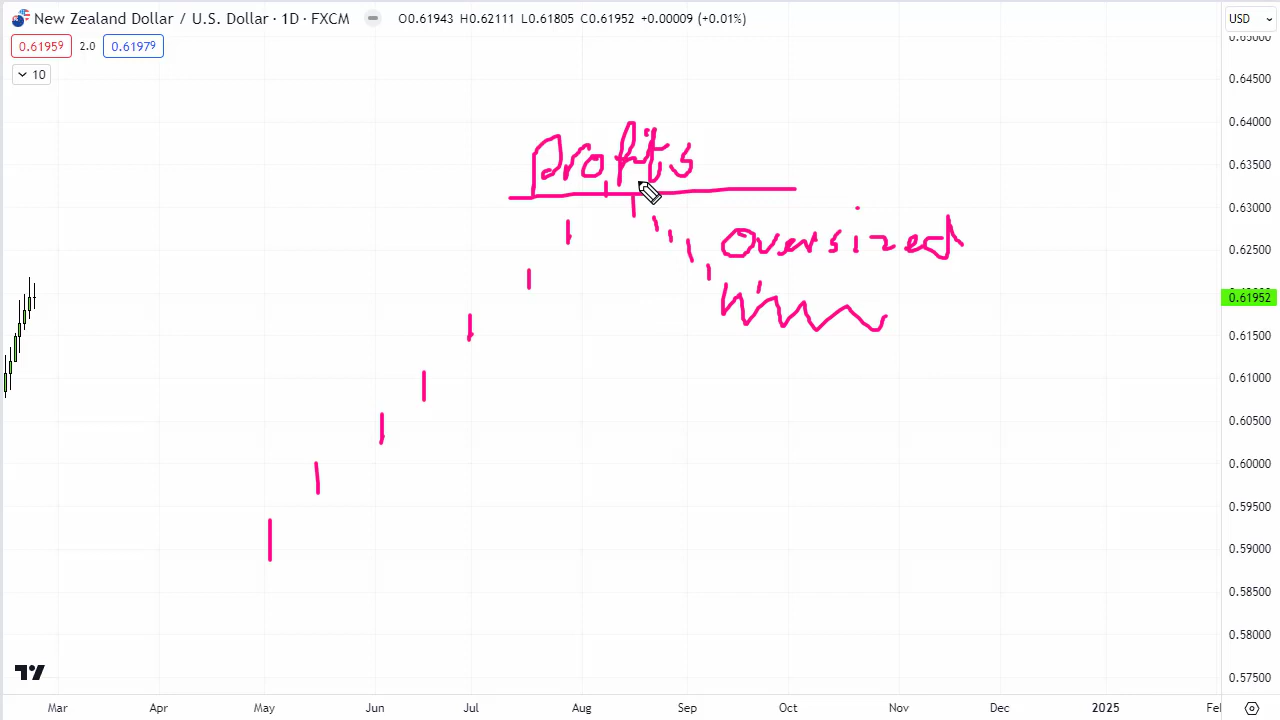 New Zealand Dollar / U.S. Dollar · 1D · FXCM O0.61943 H0.62111 L0.61805 C0.61952 +0.00009 (+0.01%)
USD
0.61959 2.0 0.61979
10
Profits
Oversized
0.65000
0.64500
0.64000
0.63500
0.63000
0.62500
0.61952
0.61500
0.61000
0.60500
0.60000
0.59500
0.59000
0.58500
0.58000
0.57500
Mar Apr May Jun Jul Aug Sep Oct Nov Dec 2025 Fel